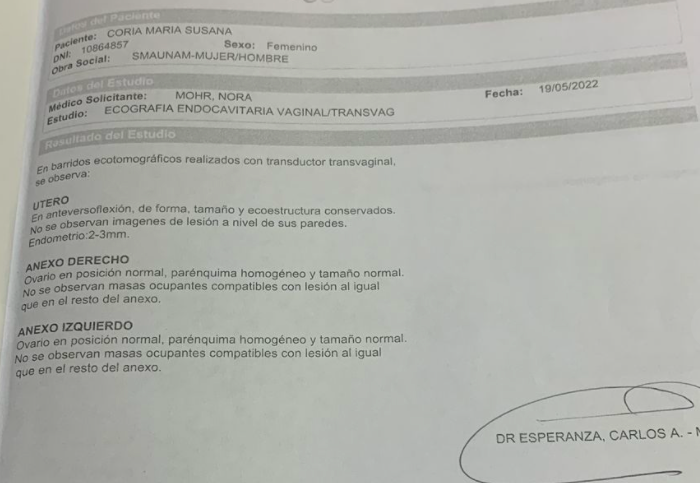 Datos del Paciente
Paciente: CORIA MARIA SUSANA
DNI: 10864857 Sexo: Femenino
Obra Social: SMAUNAM-MUJER/HOMBRE
Datos del Estudio
Médico Solicitante: MOHR, NORA Fecha: 19/05/2022
Estudio: ECOGRAFIA ENDOCAVITARIA VAGINAL/TRANSVAG
Resultado del Estudio
En barridos ecotomográficos realizados con transductor transvaginal,
se observa:
UTERO
En anteversoflexión, de forma, tamaño y ecoestructura conservados.
No se observan imagenes de lesión a nivel de sus paredes.
Endometrio:2-3mm.
ANEXO DERECHO
Ovario en posición normal, parénquima homogéneo y tamaño normal.
No se observan masas ocupantes compatibles con lesión al igual
que en el resto del anexo.
ANEXO IZQUIERDO
Ovario en posición normal, parénquima homogéneo y tamaño normal.
No se observan masas ocupantes compatibles con lesión al igual
que en el resto del anexo.
DR ESPERANZA, CARLOS A. -